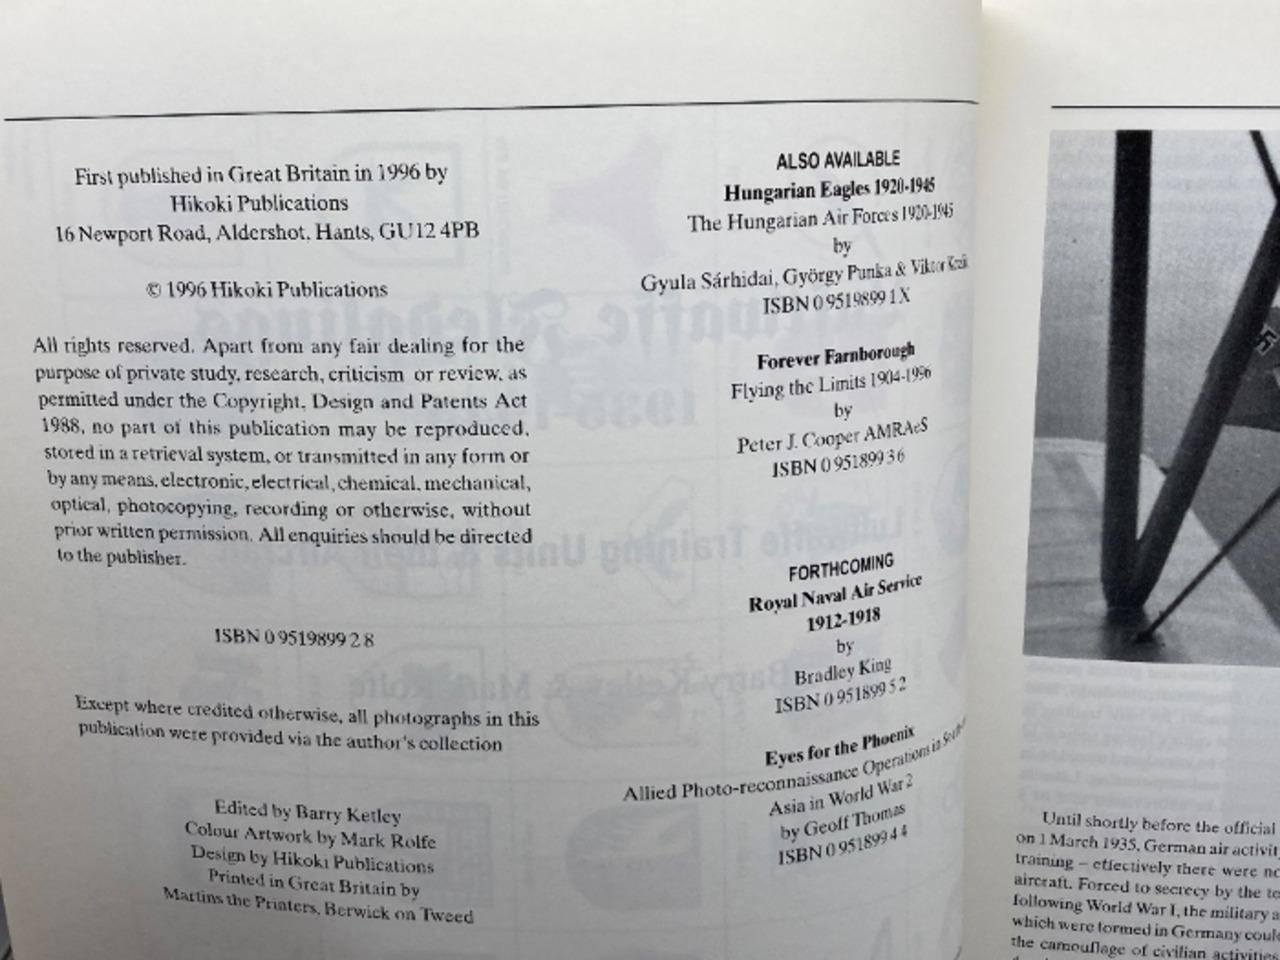 First published in Great Britain in 1996 by
Hikoki Publications
16 Newport Road, Aldershot, Hants, GU12 4PB
© 1996 Hikoki Publications
All rights reserved. Apart from any fair dealing for the
purpose of private study, research, criticism or review, as
permitted under the Copyright, Design and Patents Act
1988, no part of this publication may be reproduced,
stored in a retrieval system, or transmitted in any form or
by any means, electronic, electrical, chemical, mechanical,
optical, photocopying, recording or otherwise, without
prior written permission. All enquiries should be directed
to the publisher.
ISBN 0 9519899 2 8
Except where credited otherwise, all photographs in this
publication were provided via the author's collection
Edited by Barry Ketley
Colour Artwork by Mark Rolfe
Design by Hikoki Publications
Printed in Great Britain by
Martins the Printers, Berwick on Tweed
ALSO AVAILABLE
Hungarian Eagles 1920-1945
The Hungarian Air Forces 1920-1945
by
Gyula Sárhidai, György Punka & Viktor
ISBN 0 9519899 1 X
Forever Farnborough
Flying the Limits 1904-1996
by
Peter J. Cooper AMRAeS
ISBN 0 951899 3 6
FORTHCOMING
Royal Naval Air Service
1912-1918
by
Bradley King
ISBN 0 951899 5 2
Eyes for the Phoenix
Allied Photo-reconnaissance Operations in
Asia in World War 2
by Geoff Thomas
ISBN 0 951899 4 4
Until shortly before the official
on 1 March 1935, German air activit
training – effectively there were no
aircraft. Forced to secrecy by the te
following World War I, the military a
which were formed in Germany coul
the camouflage of civilian activities